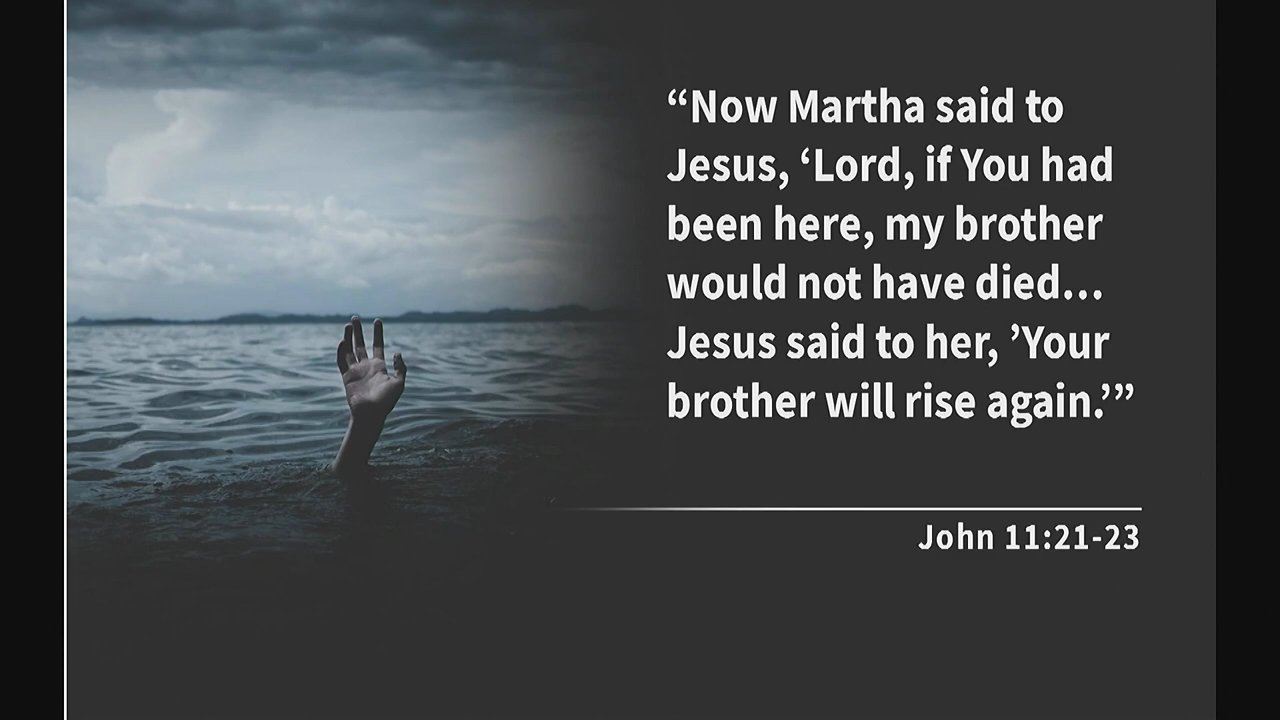 “Now Martha said to
Jesus, ‘Lord, if You had
been here, my brother
would not have died...
Jesus said to her, ’Your
brother will rise again.’”
John 11:21-23